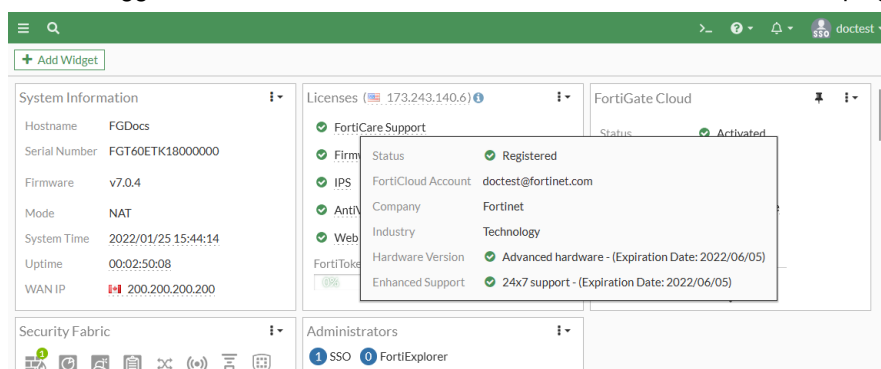 SSO doctest
+ Add Widget
System Information
Hostname FGDocs
Serial Number FGT60ETK18000000
Firmware v7.0.4
Mode NAT
System Time 2022/01/25 15:44:14
Uptime 00:02:50:08
WAN IP 200.200.200.200
Licenses ( 173.243.140.6)
FortiCare Support
Firm
IPS
AntiV
Web
FortiToke
0%
Status Registered
FortiCloud Account doctest@fortinet.com
Company Fortinet
Industry Technology
Hardware Version Advanced hardware - (Expiration Date: 2022/06/05)
Enhanced Support 24x7 support - (Expiration Date: 2022/06/05)
FortiGate Cloud
Status Activated
Security Fabric
1
Administrators
1 SSO 0 FortiExplorer